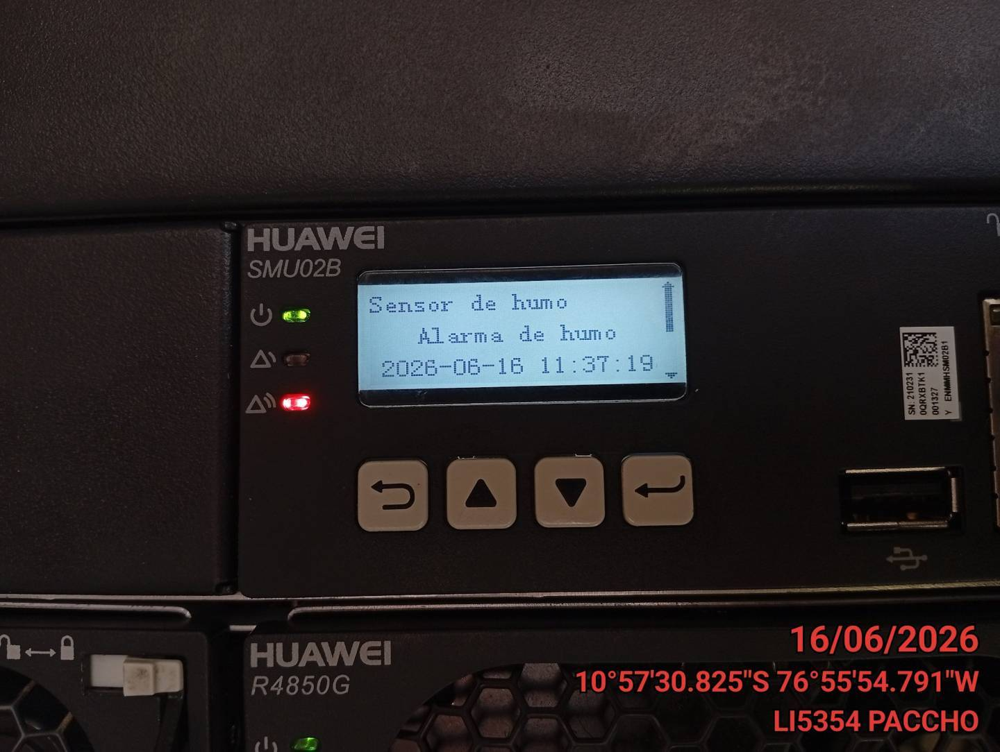 HUAWEI
SMU02B
Sensor de humo
Alarma de humo
2026-06-16 11:37:19
SN: 210231
0QRXBTK1
001327
Y ENMMHSM02B1
HUAWEI
R4850G
16/06/2026
10°57'30.825"S 76°55'54.791"W
LI5354 PACCHO